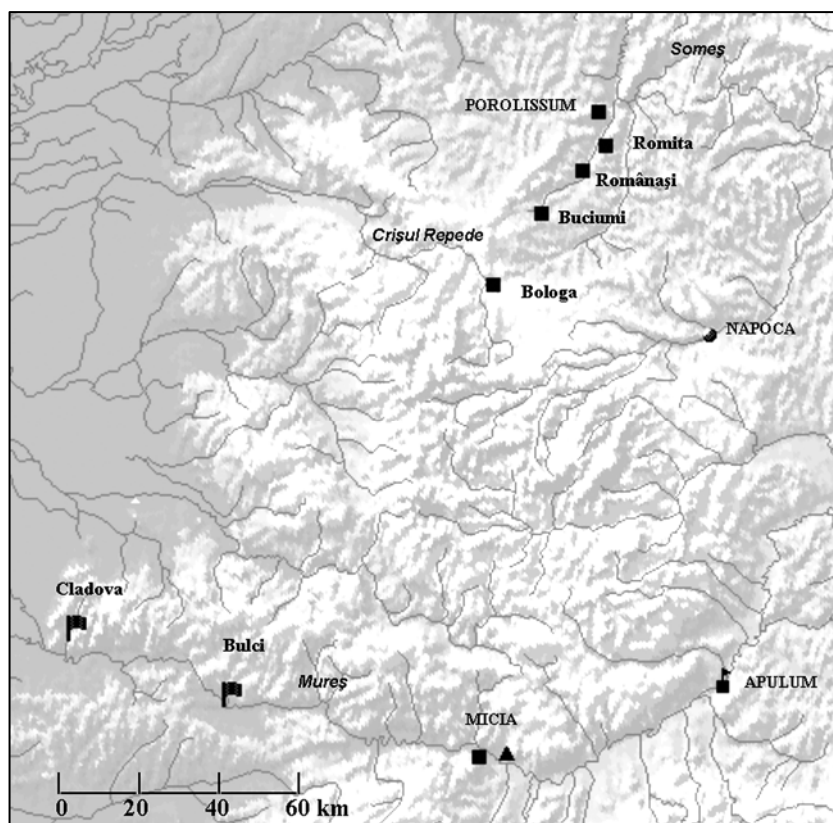 Someş
POROLISSUM
Romita
Românaşi
Buciumi
Crişul Repede
Bologa
NAPOCA
Cladova
Bulci
Mureş
APULUM
MICIA
0 20 40 60 km